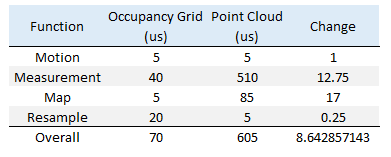 Function Occupancy Grid (us) Point Cloud (us) Change
Motion 5 5 1
Measurement 40 510 12.75
Map 5 85 17
Resample 20 5 0.25
Overall 70 605 8.642857143